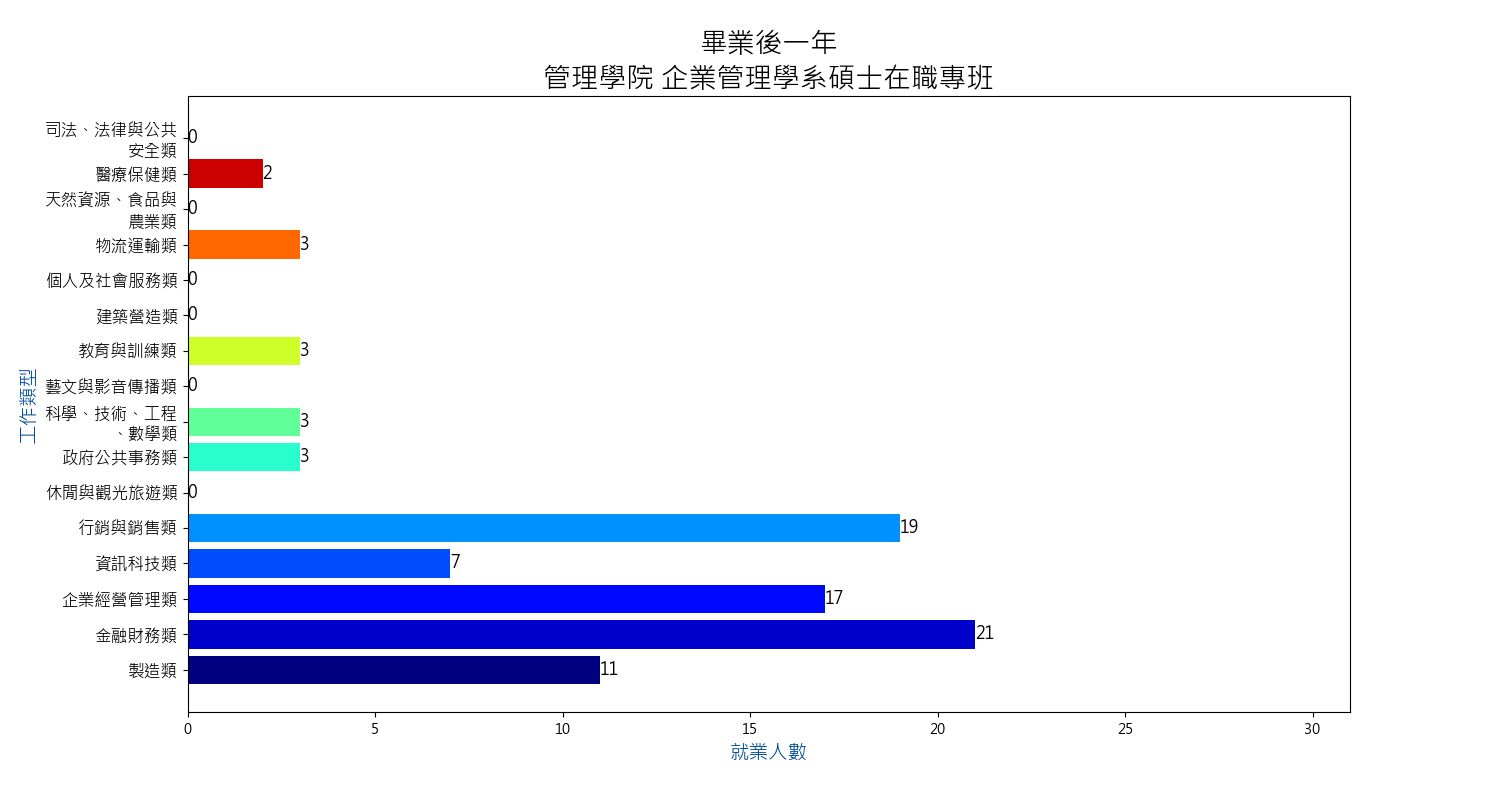 畢業後一年
管理學院 企業管理學系碩士在職專班
司法、法律與公共
安全類
0
醫療保健類
2
天然資源、食品與
農業類
0
物流運輸類
3
個人及社會服務類
0
建築營造類
0
教育與訓練類
3
藝文與影音傳播類
0
科學、技術、工程
、數學類
3
政府公共事務類
3
休閒與觀光旅遊類
0
行銷與銷售類
19
資訊科技類
7
企業經營管理類
17
金融財務類
21
製造類
11
工作類型
0 5 10 15 20 25 30
就業人數